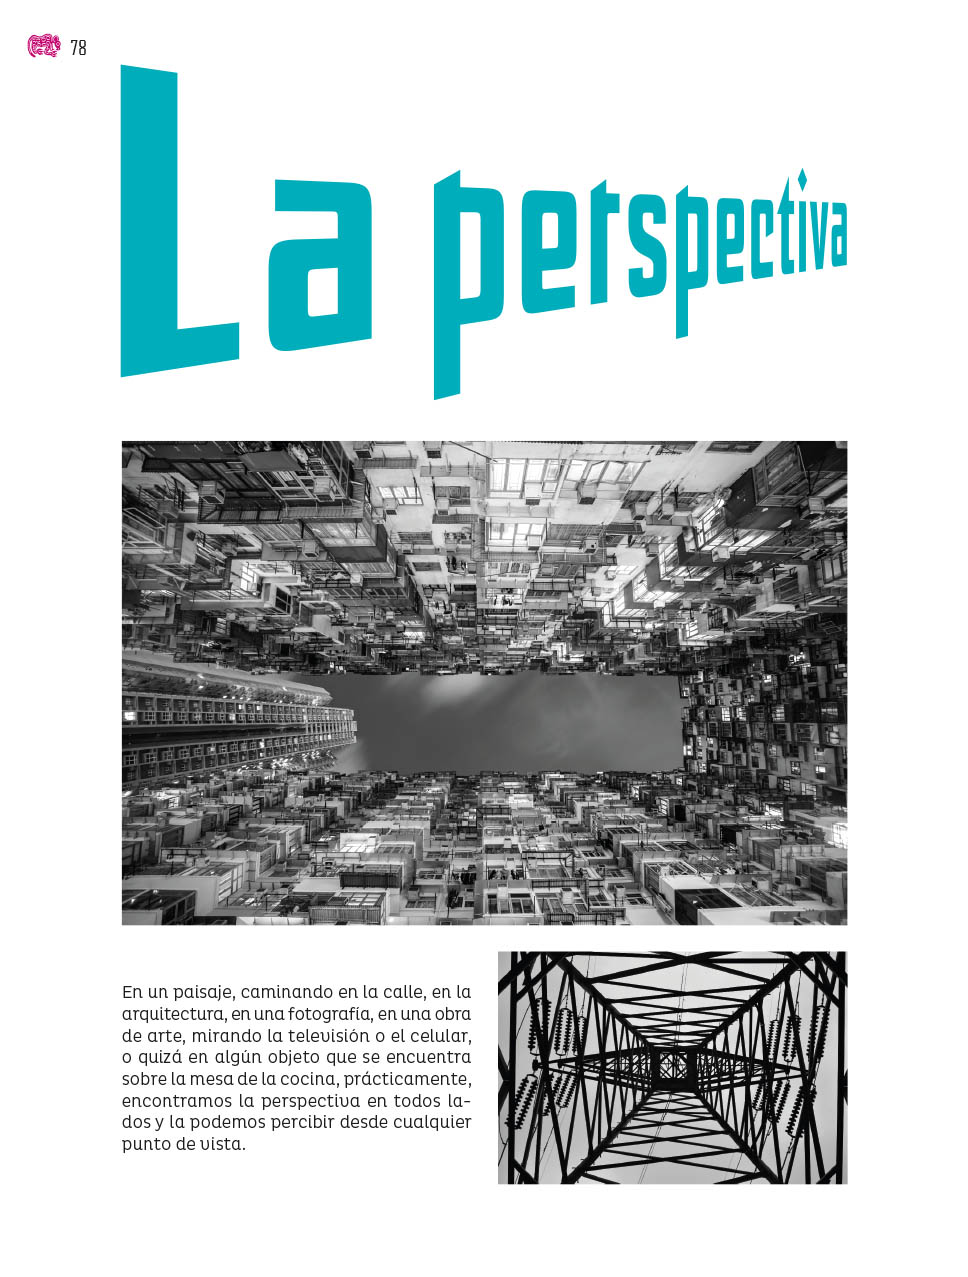 78
La perspectiva
En un paisaje, caminando en la calle, en la
arquitectura, en una fotografía, en una obra
de arte, mirando la televisión o el celular,
o quizá en algún objeto que se encuentra
sobre la mesa de la cocina, prácticamente,
encontramos la perspectiva en todos la-
dos y la podemos percibir desde cualquier
punto de vista.